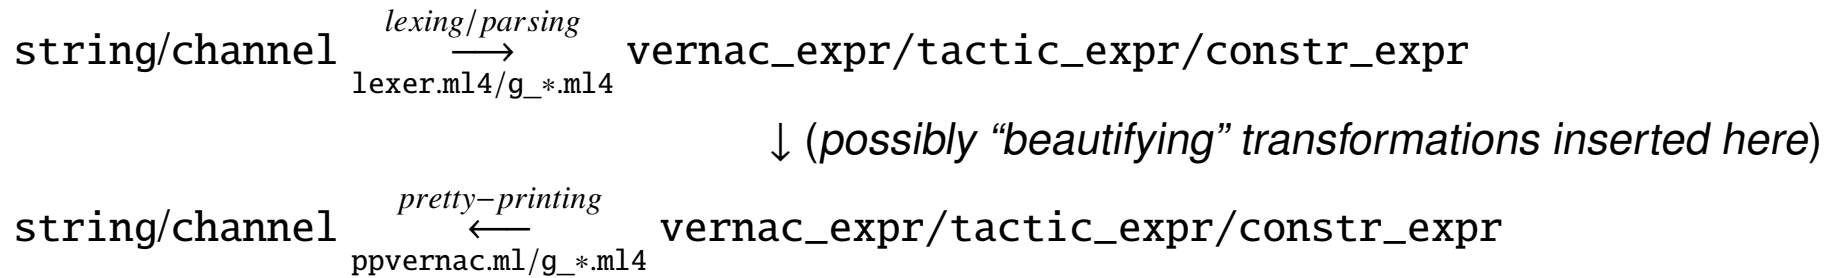 lexing/parsing
string/channel ⟶ vernac_expr/tactic_expr/constr_expr
lexer.ml4/g_*.ml4
↓ (possibly “beautifying” transformations inserted here)
pretty−printing
string/channel ⟵ vernac_expr/tactic_expr/constr_expr
ppvernac.ml/g_*.ml4